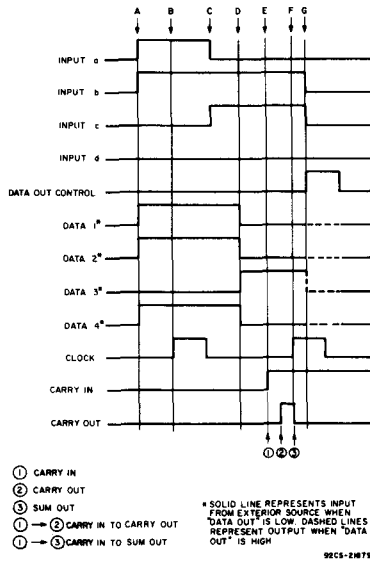 A B C D E F G
INPUT a
INPUT b
INPUT c
INPUT d
DATA OUT CONTROL
DATA 1*
DATA 2*
DATA 3*
DATA 4*
CLOCK
CARRY IN
CARRY OUT
① ② ③
① CARRY IN
② CARRY OUT
③ SUM OUT
① → ② CARRY IN TO CARRY OUT
① → ③ CARRY IN TO SUM OUT
* SOLID LINE REPRESENTS INPUT
FROM EXTERIOR SOURCE WHEN
"DATA OUT" IS LOW. DASHED LINES
REPRESENT OUTPUT WHEN "DATA
OUT" IS HIGH
92CS-21875